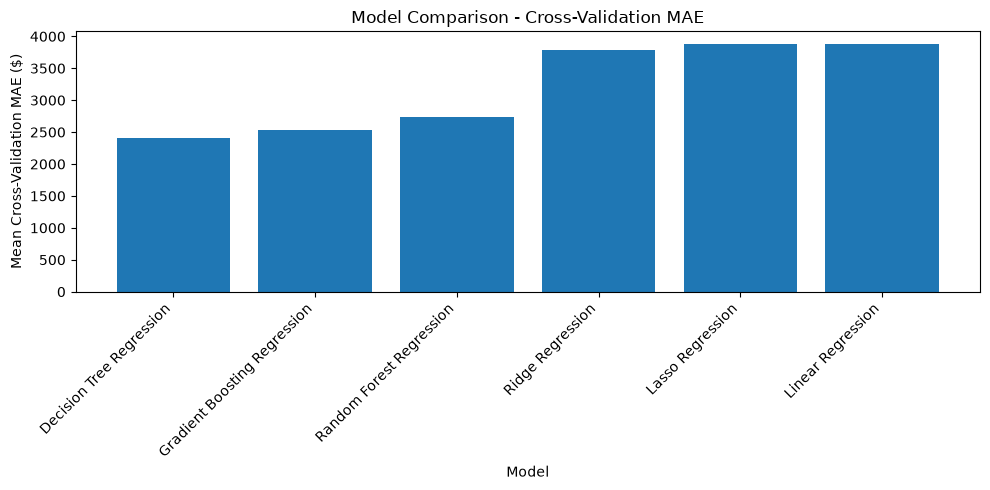 Model Comparison - Cross-Validation MAE
Mean Cross-Validation MAE ($)
4000
3500
3000
2500
2000
1500
1000
500
0
Decision Tree Regression
Gradient Boosting Regression
Random Forest Regression
Ridge Regression
Lasso Regression
Linear Regression
Model